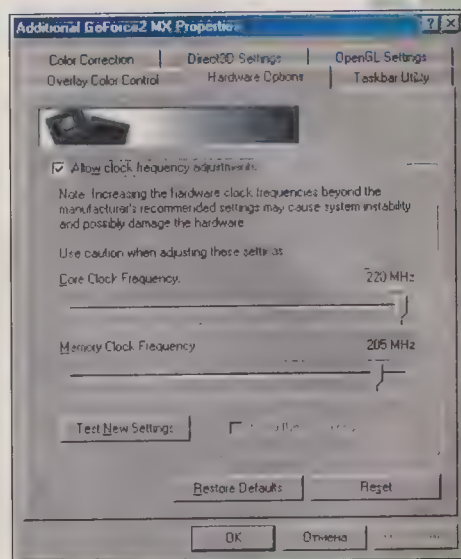 Additional GeForce2 MX Properties
Color Correction
Direct3D Settings
OpenGL Settings
Overlay Color Control
Hardware Options
Taskbar Utility
Allow clock frequency adjustments.
Note: Increasing the hardware clock frequencies beyond the
manufacturer's recommended settings may cause system instability
and possibly damage the hardware
Use caution when adjusting these settings
Core Clock Frequency:
220 MHz
Memory Clock Frequency
205 MHz
Test New Settings
Restore Defaults
Reset
OK
Отмена